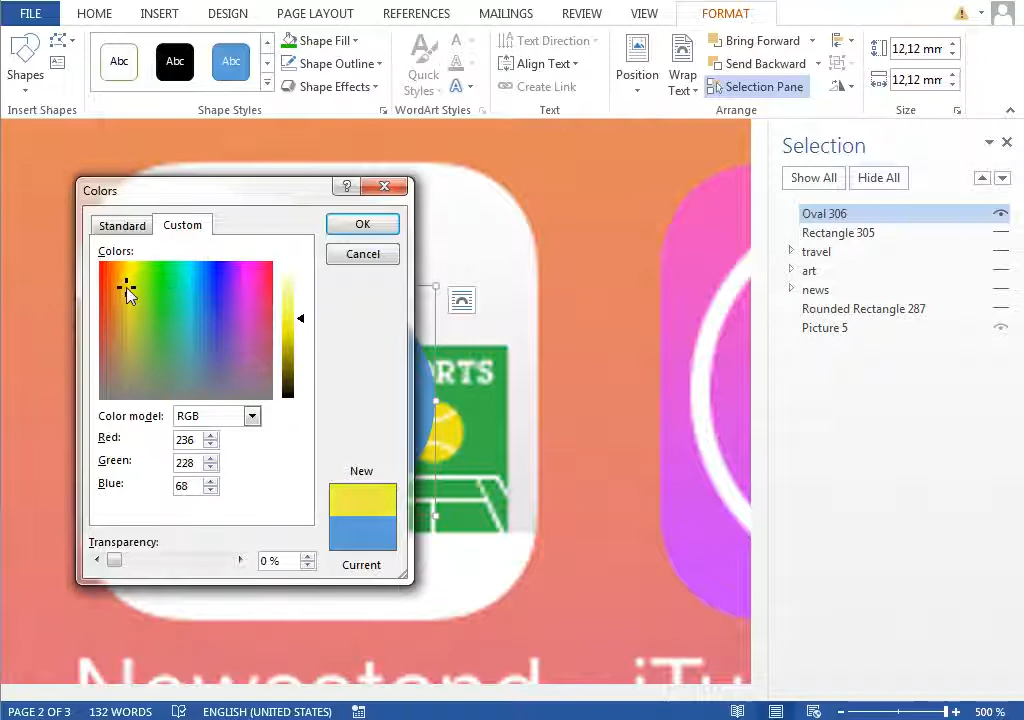 FILE HOME INSERT DESIGN PAGE LAYOUT REFERENCES MAILINGS REVIEW VIEW FORMAT
Shapes
Insert Shapes
Abc Abc Abc
Shape Fill
Shape Outline
Shape Effects
Shape Styles
Quick Styles
WordArt Styles
Text Direction
Align Text
Create Link
Text
Position
Wrap Text
Bring Forward
Send Backward
Selection Pane
Arrange
12,12 mm
12,12 mm
Size
Colors
Standard Custom
OK
Cancel
Colors:
Color model: RGB
Red: 236
Green: 228
Blue: 68
New
Current
Transparency:
0 %
RTS
Newsstand
iTu
Selection
Show All Hide All
Oval 306
Rectangle 305
travel
art
news
Rounded Rectangle 287
Picture 5
PAGE 2 OF 3 132 WORDS ENGLISH (UNITED STATES) 500 %